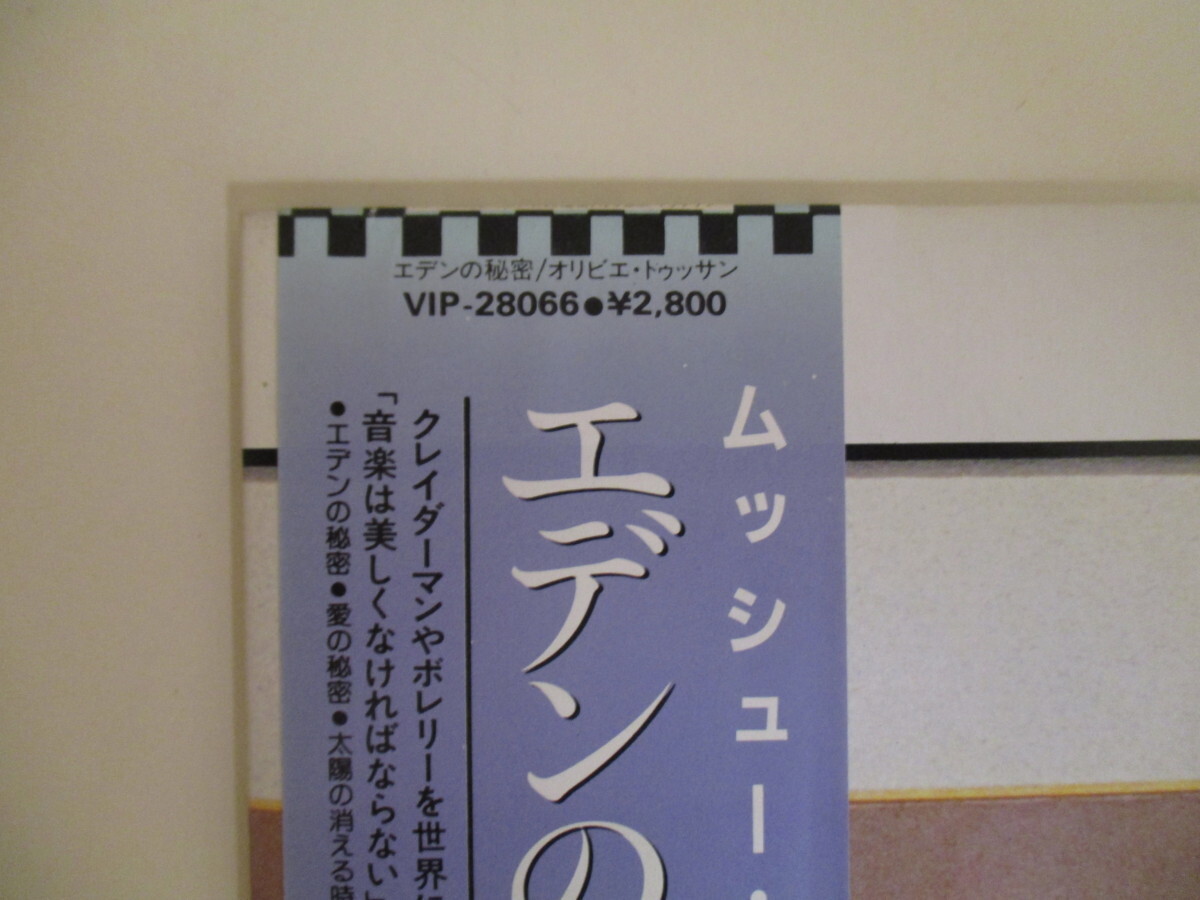 エデンの秘密/オリビエ・トゥッサン
VIP-28066●¥2,800
ムッシュー・
エデンの
クレイダーマンやボレリーを世界に
「音楽は美しくなければならない」
●エデンの秘密●愛の秘密●太陽の消える時